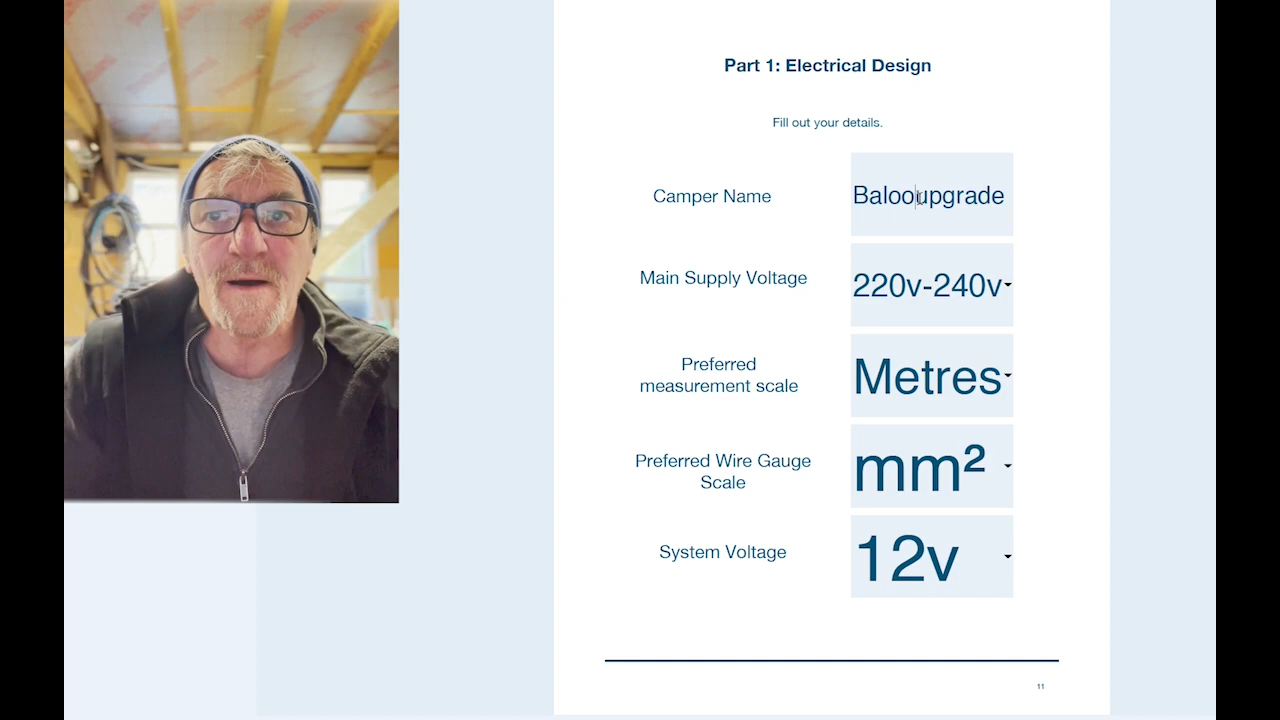 Part 1: Electrical Design
Fill out your details.
Camper Name
Balooupgrade
Main Supply Voltage
220v-240v
Preferred
measurement scale
Metres
Preferred Wire Gauge
Scale
mm²
System Voltage
12v
11